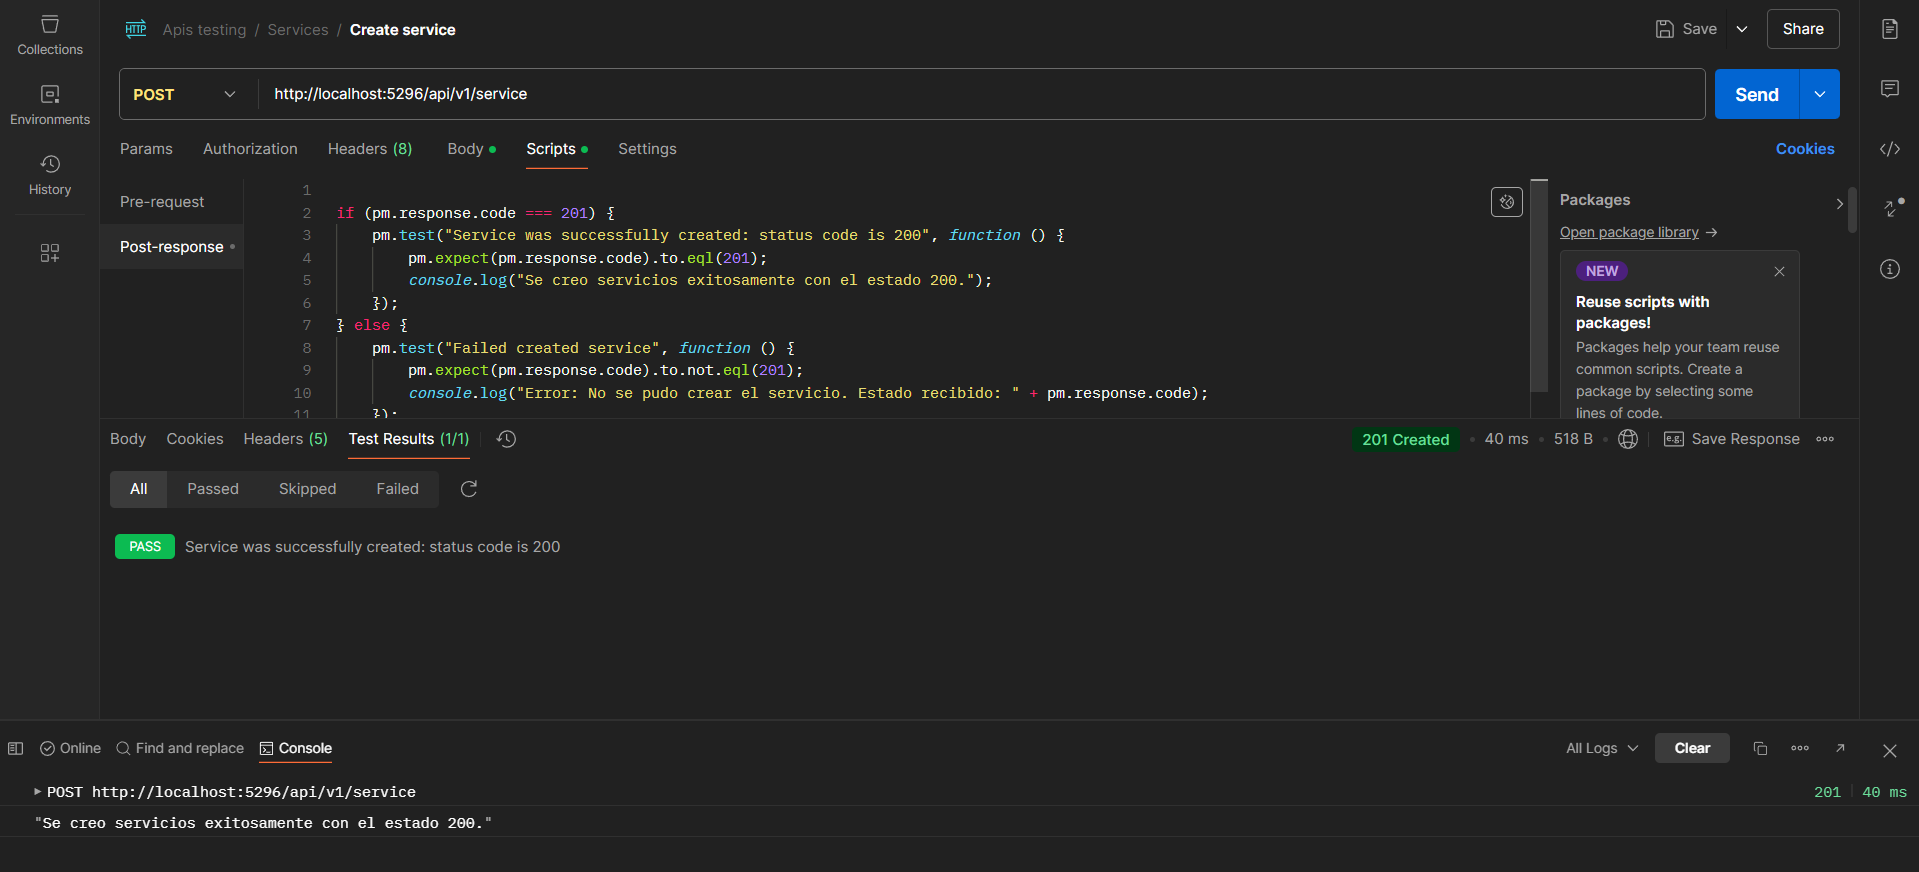 Collections
Environments
History
HTTP Apis testing / Services / Create service
Save
Share
POST
http://localhost:5296/api/v1/service
Send
Params Authorization Headers (8) Body Scripts Settings
Cookies
Pre-request
Post-response
1
2 if (pm.response.code === 201) {
3 pm.test("Service was successfully created: status code is 200", function () {
4 pm.expect(pm.response.code).to.eql(201);
5 console.log("Se creo servicios exitosamente con el estado 200.");
6 });
7 } else {
8 pm.test("Failed created service", function () {
9 pm.expect(pm.response.code).to.not.eql(201);
10 console.log("Error: No se pudo crear el servicio. Estado recibido: " + pm.response.code);
11 });
Packages
Open package library →
NEW
Reuse scripts with
packages!
Packages help your team reuse
common scripts. Create a
package by selecting some
lines of code.
Body Cookies Headers (5) Test Results (1/1)
201 Created • 40 ms • 518 B • e.g. Save Response
All Passed Skipped Failed
PASS Service was successfully created: status code is 200
Online Find and replace Console
All Logs Clear
POST http://localhost:5296/api/v1/service
201 40 ms
"Se creo servicios exitosamente con el estado 200."